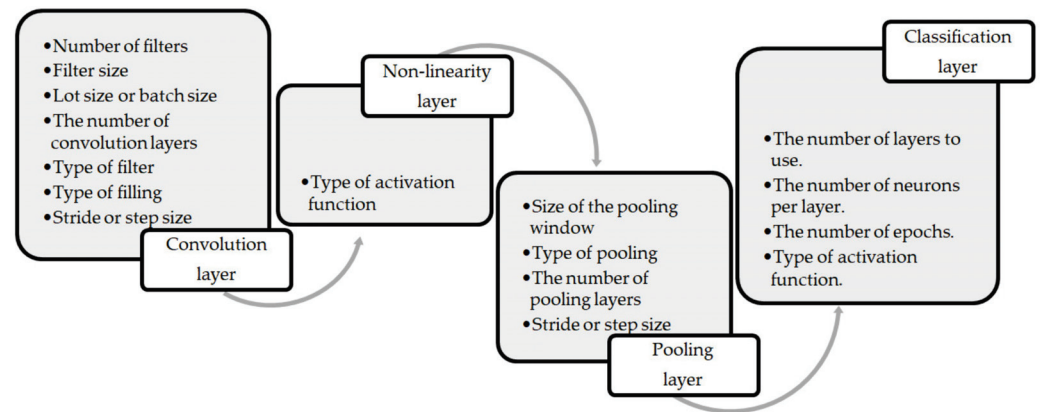 •Number of filters
•Filter size
•Lot size or batch size
•The number of
convolution layers
•Type of filter
•Type of filling
•Stride or step size
Convolution
layer
Non-linearity
layer
•Type of activation
function
•Size of the pooling
window
•Type of pooling
•The number of
pooling layers
•Stride or step size
Pooling
layer
Classification
layer
•The number of layers to
use.
•The number of neurons
per layer.
•The number of epochs.
•Type of activation
function.